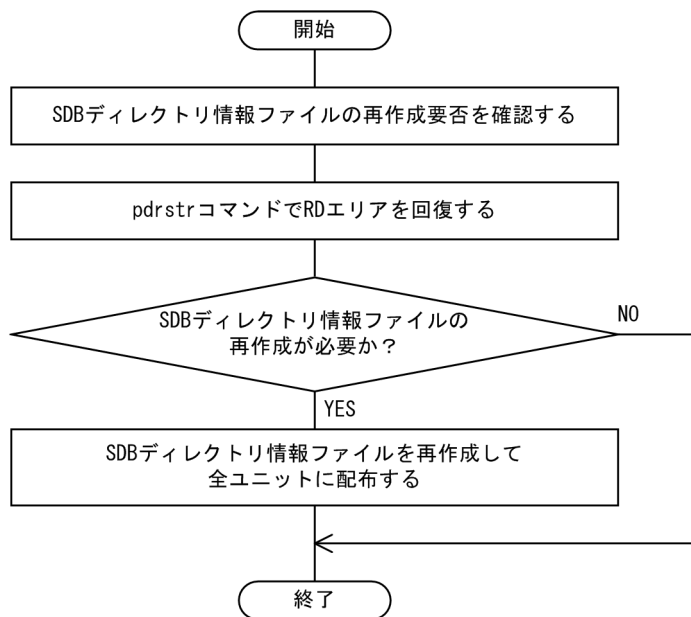 開始
SDBディレクトリ情報ファイルの再作成要否を確認する
pdrstrコマンドでRDエリアを回復する
SDBディレクトリ情報ファイルの
再作成が必要か？
NO
YES
SDBディレクトリ情報ファイルを再作成して
全ユニットに配布する
終了